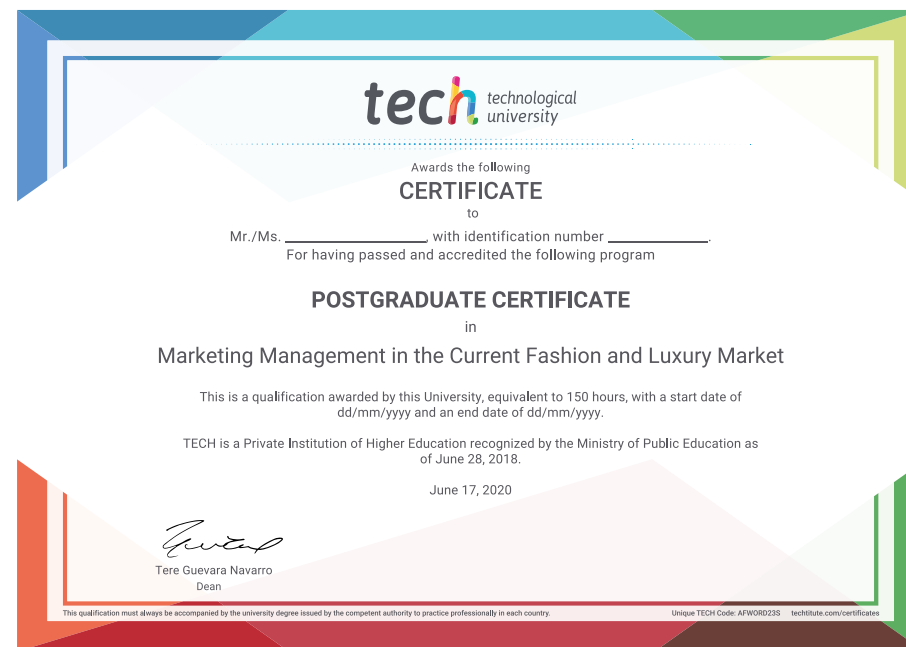 tech technological
university
Awards the following
CERTIFICATE
to
Mr./Ms. ____________________, with identification number ______________.
For having passed and accredited the following program
POSTGRADUATE CERTIFICATE
in
Marketing Management in the Current Fashion and Luxury Market
This is a qualification awarded by this University, equivalent to 150 hours, with a start date of
dd/mm/yyyy and an end date of dd/mm/yyyy.
TECH is a Private Institution of Higher Education recognized by the Ministry of Public Education as
of June 28, 2018.
June 17, 2020
Tere Guevara Navarro
Dean
This qualification must always be accompanied by the university degree issued by the competent authority to practice professionally in each country. Unique TECH Code: AFWORD23S techtitute.com/certificates